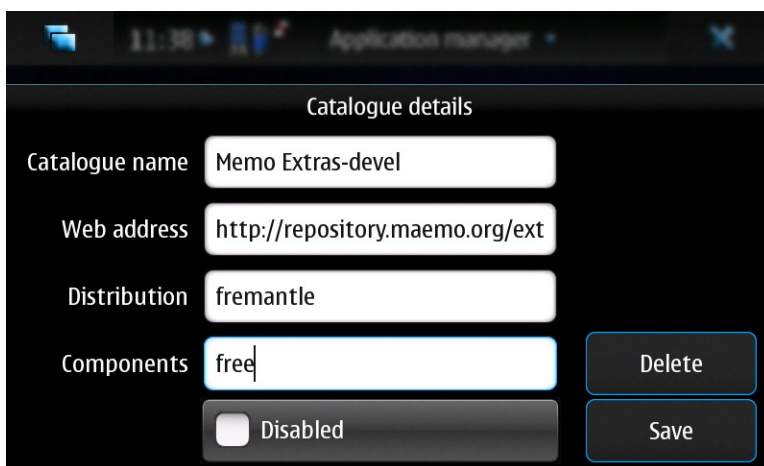 11:38 Application manager
Catalogue details
Catalogue name Memo Extras-devel
Web address http://repository.maemo.org/ext
Distribution fremantle
Components free Delete
Disabled Save